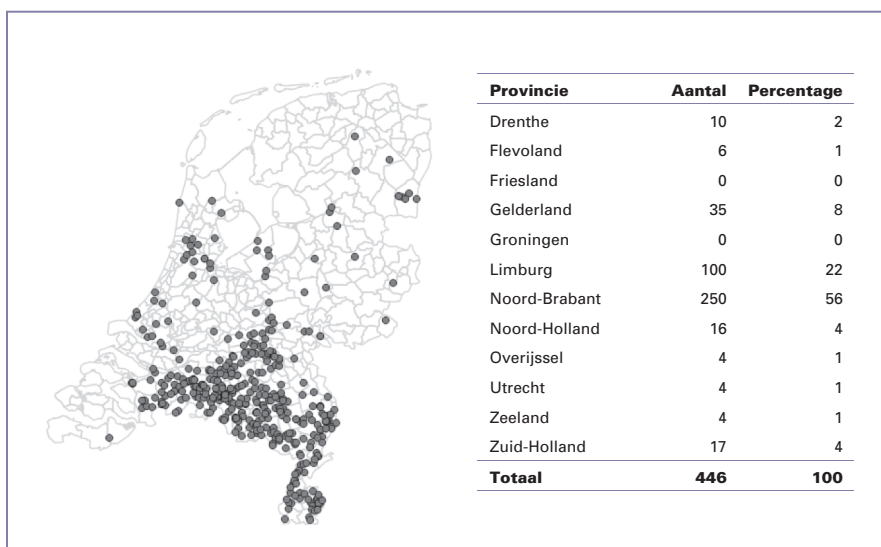 Provincie Aantal Percentage
Drenthe 10 2
Flevoland 6 1
Friesland 0 0
Gelderland 35 8
Groningen 0 0
Limburg 100 22
Noord-Brabant 250 56
Noord-Holland 16 4
Overijssel 4 1
Utrecht 4 1
Zeeland 4 1
Zuid-Holland 17 4
Totaal 446 100